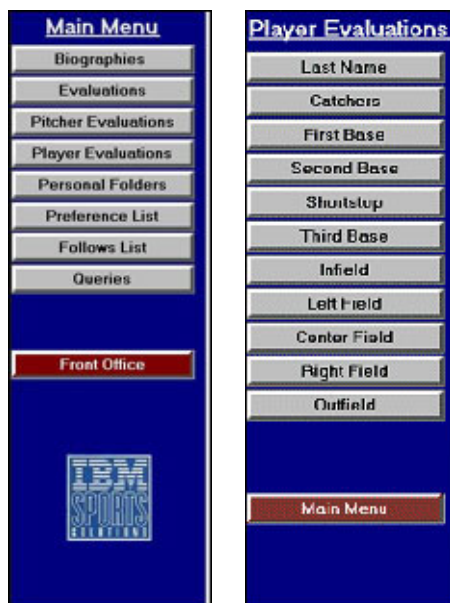 Main Menu
Biographies
Evaluations
Pitcher Evaluations
Player Evaluations
Personal Folders
Preference List
Follows List
Queries
Front Office
IBM
SPORTS
SOLUTIONS
Player Evaluations
Last Name
Catchers
First Base
Second Base
Shortstop
Third Base
Infield
Left Field
Center Field
Right Field
Outfield
Main Menu